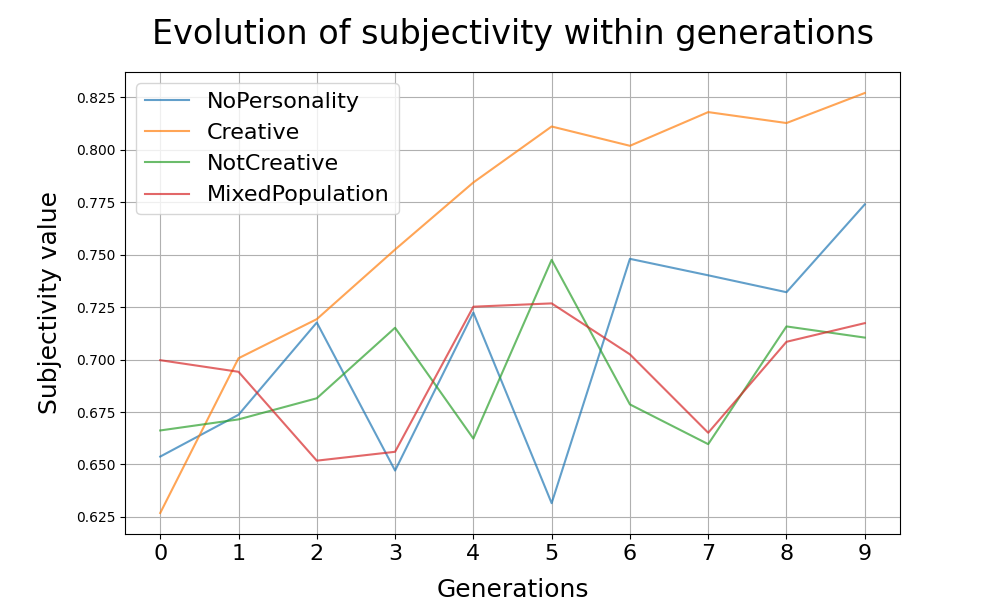 Evolution of subjectivity within generations
NoPersonality
Creative
NotCreative
MixedPopulation
Subjectivity value
0.825
0.800
0.775
0.750
0.725
0.700
0.675
0.650
0.625
0 1 2 3 4 5 6 7 8 9
Generations